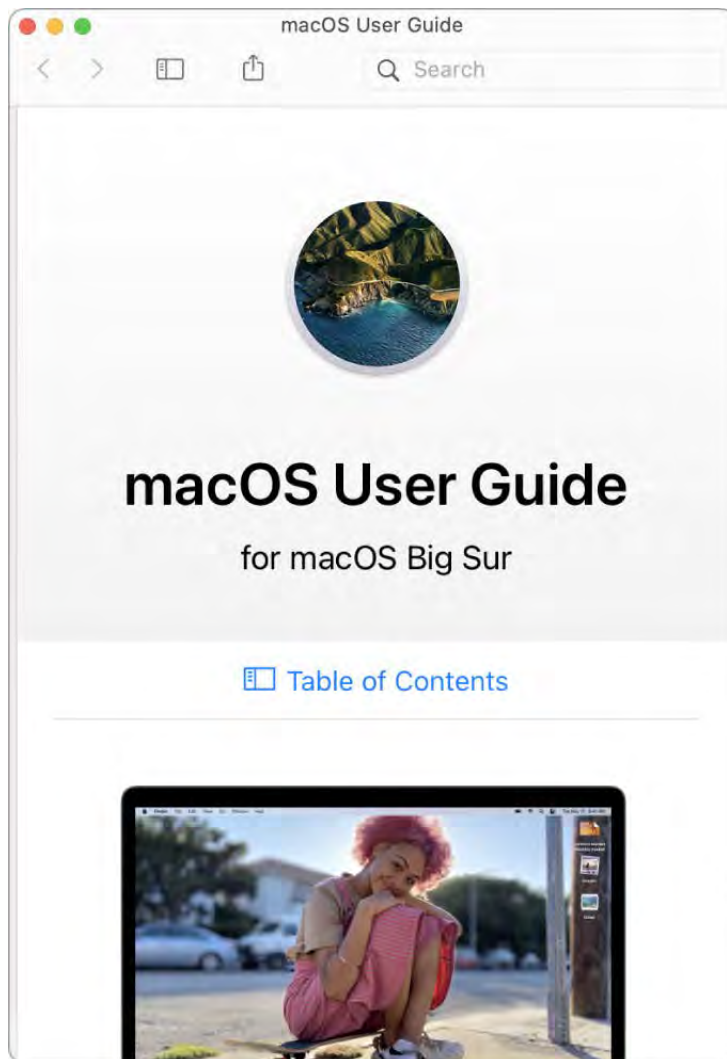 macOS User Guide
Search
macOS User Guide
for macOS Big Sur
Table of Contents